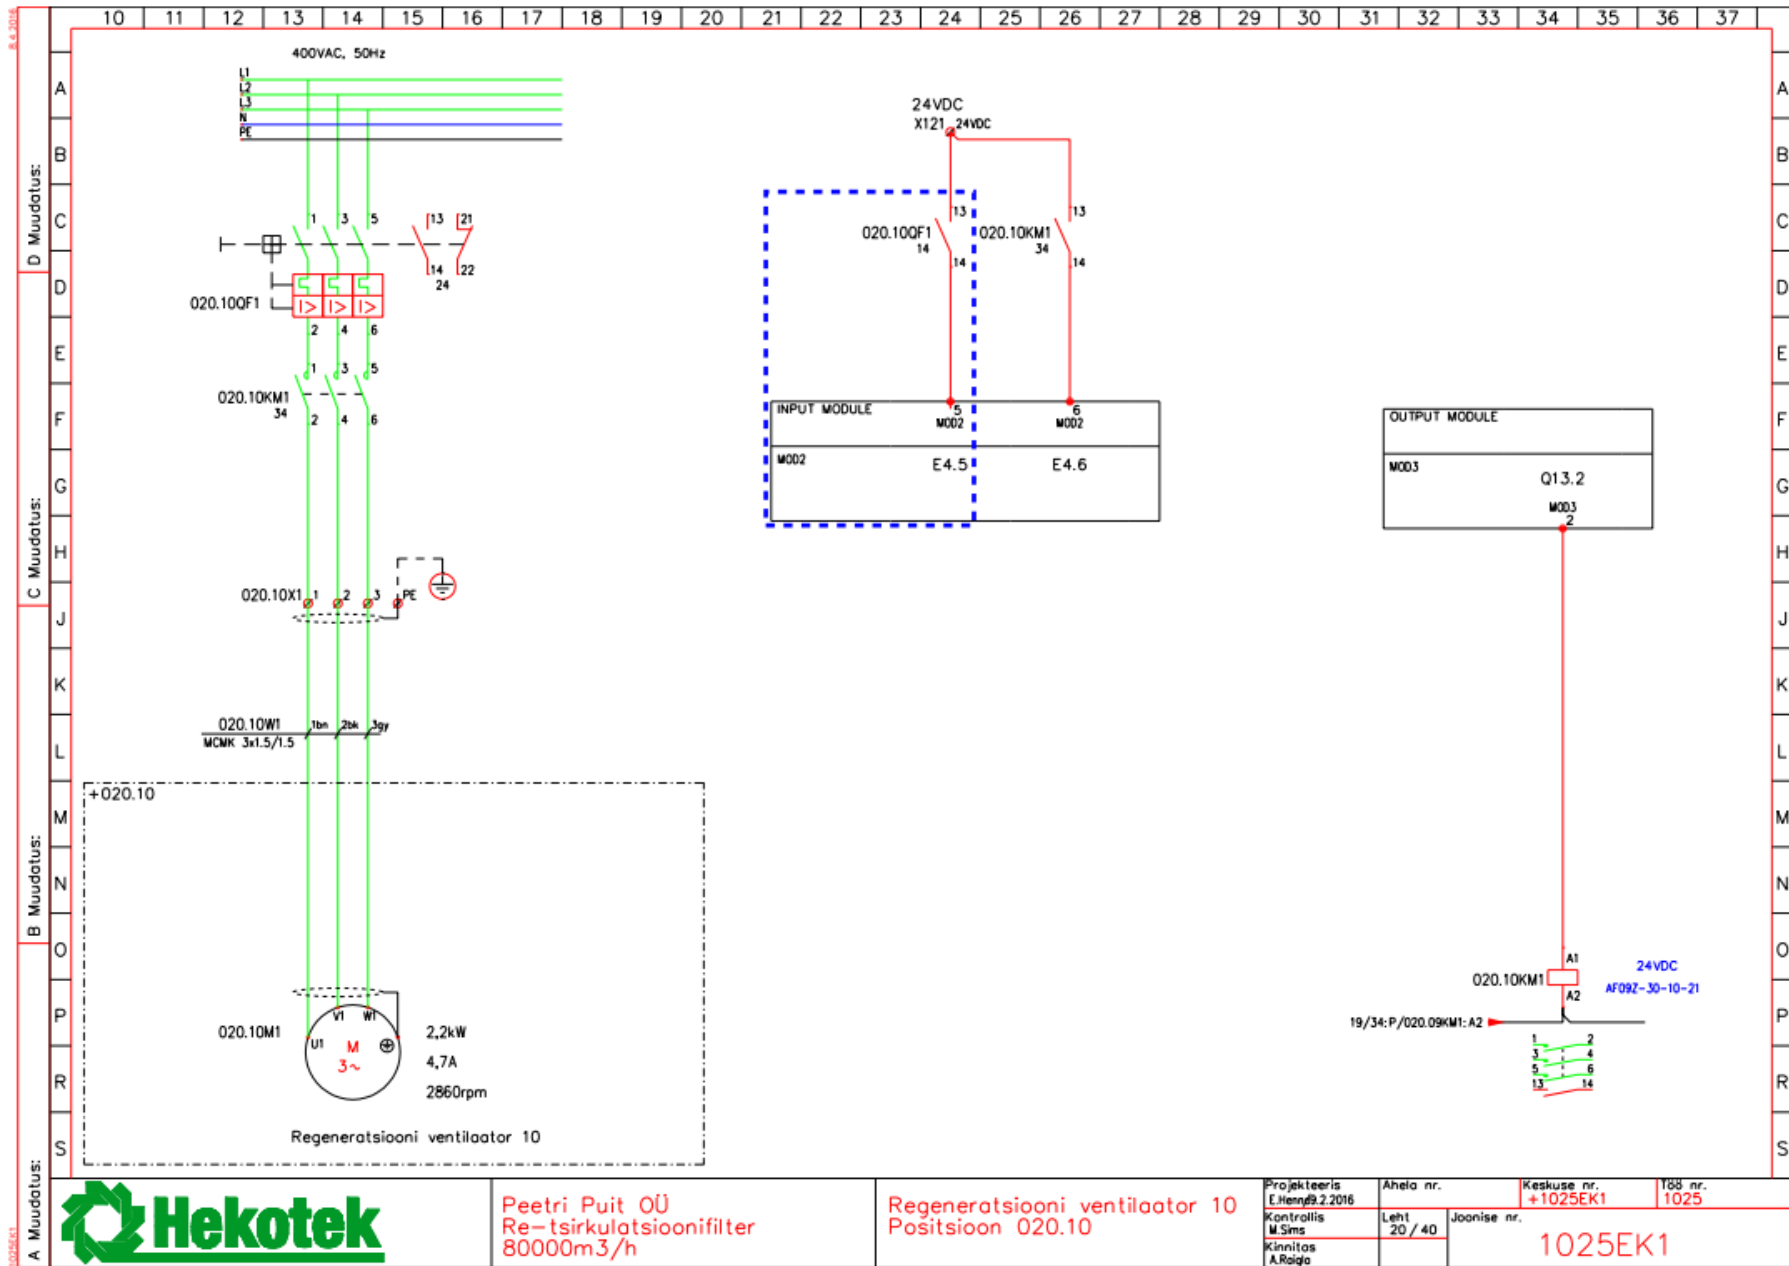 10 11 12 13 14 15 16 17 18 19 20 21 22 23 24 25 26 27 28 29 30 31 32 33 34 35 36 37
8.4.2016
400VAC, 50Hz
L1
L2
L3
N
PE
A
B
C
D
E
F
G
H
J
K
L
M
N
O
P
R
S
D Muudatus:
C Muudatus:
B Muudatus:
A Muudatus:
1025EK1
1 3 5
13 21
14 22
24
020.10QF1
I> I> I>
2 4 6
1 3 5
020.10KM1
34
2 4 6
020.10X1 1 2 3 PE
020.10W1 1bn 2bk 3gy
MCMK 3x1.5/1.5
+020.10
020.10M1
U1 V1 W1
M
3~
2,2kW
4,7A
2860rpm
Regeneratsiooni ventilaator 10
24VDC
X121 24VDC
13 13
020.10QF1 020.10KM1
14 34
14 14
INPUT MODULE 5 6
MOD2 MOD2
MOD2 E4.5 E4.6
OUTPUT MODULE
MOD3 Q13.2
MOD3
2
A1
020.10KM1
A2
24VDC
AF09Z-30-10-21
19/34:P/020.09KM1:A2
1 2
3 4
5 6
13 14
A
B
C
D
E
F
G
H
J
K
L
M
N
O
P
R
S
Hekotek
Peetri Puit OÜ
Re-tsirkulatsioonifilter
80000m3/h
Regeneratsiooni ventilaator 10
Positsioon 020.10
Projekteeris
9.2.2016
Kontrollis
M.Sims
Kinnitas
A.Raigla
Ahela nr.
Leht
20 / 40
Keskuse nr.
+1025EK1
Töö nr.
1025
Joonise nr.
1025EK1